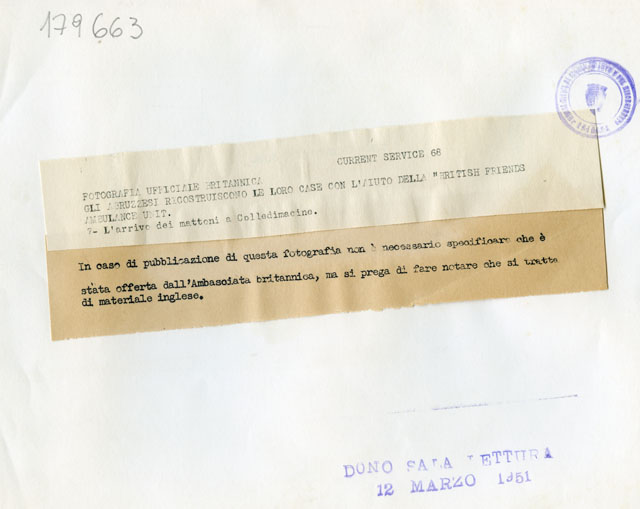 179663
CURRENT SERVICE 68
FOTOGRAFIA UFFICIALE BRITANNICA
GLI ABRUZZESI RICOSTRUISCONO LE LORO CASE CON L'AIUTO DELLA "BRITISH FRIENDS
AMBULANCE UNIT.
7- L'arrivo dei mattoni a Colledimacine.
In caso di pubblicazione di questa fotografia non è necessario specificare che è
stata offerta dall'Ambasciata britannica, ma si prega di fare notare che si tratta
di materiale inglese.
DONO SALA LETTURA
12 MARZO 1951